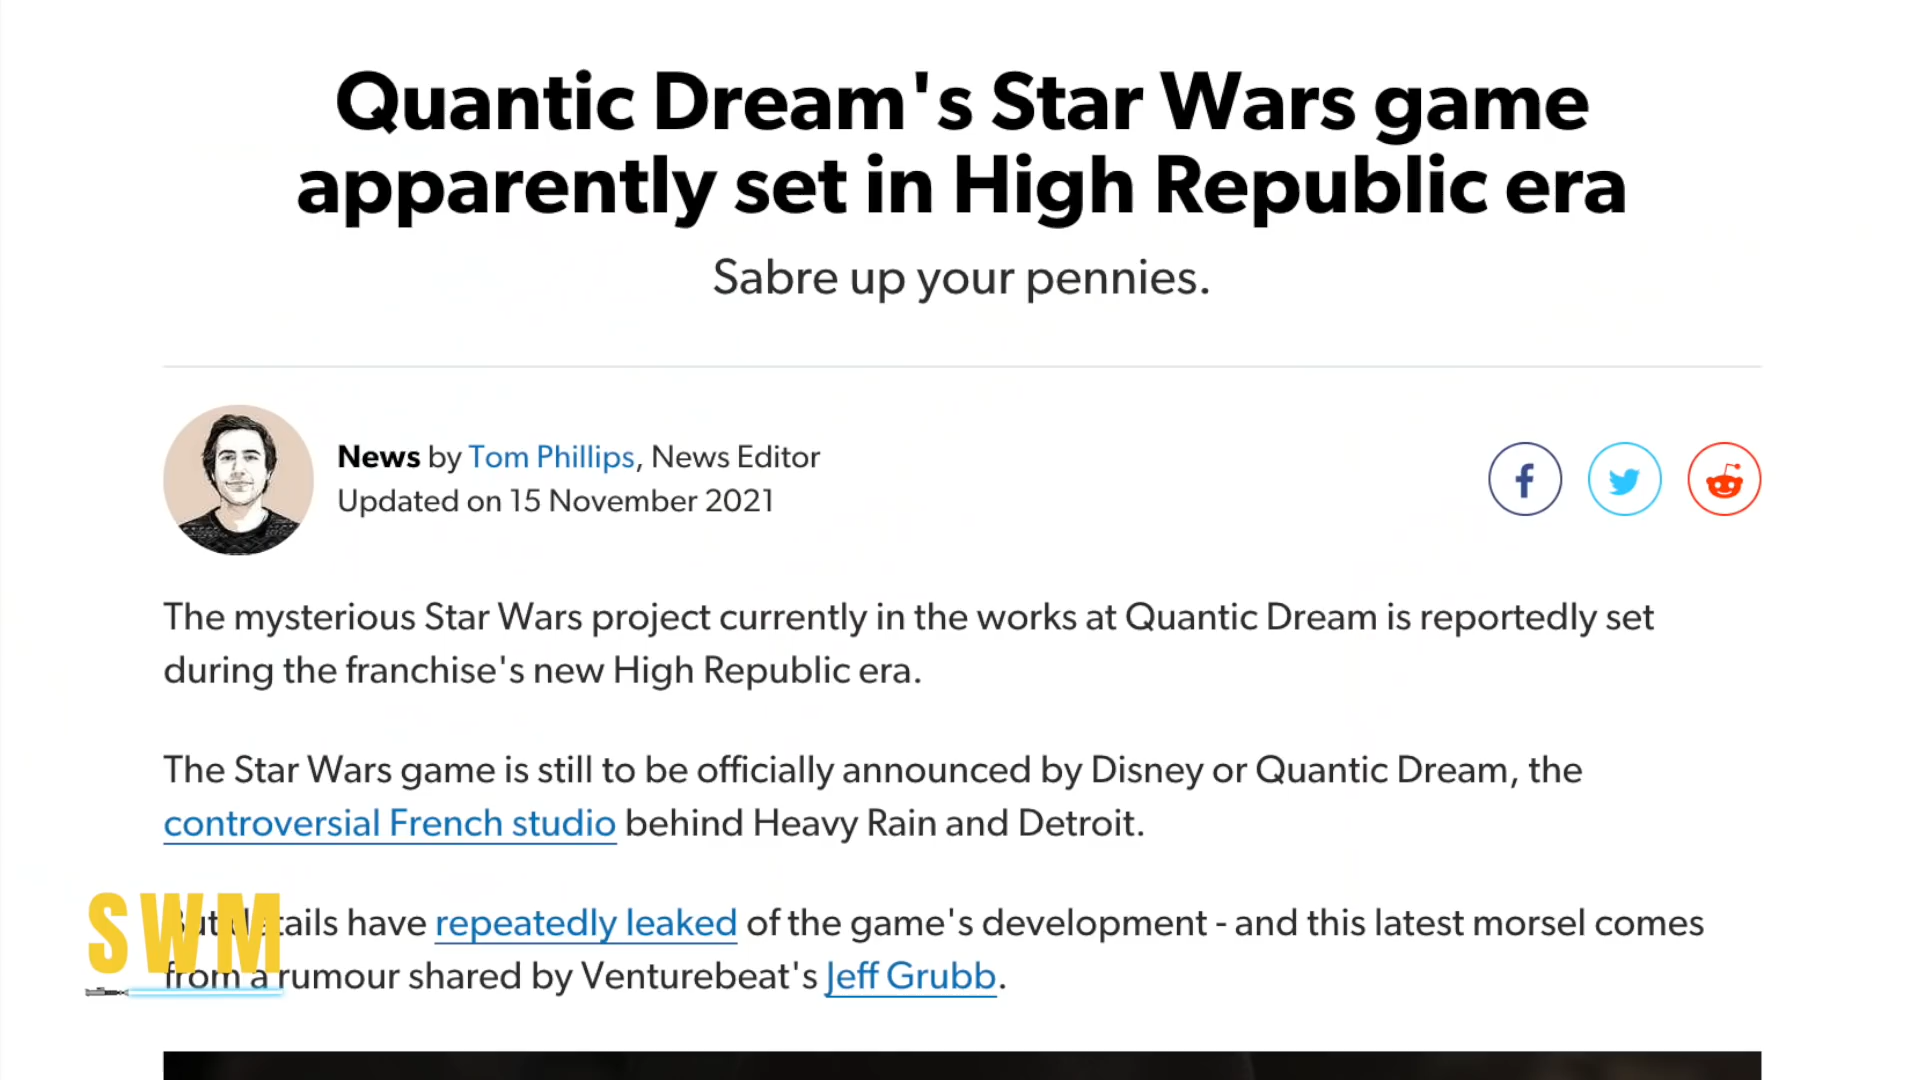 Quantic Dream's Star Wars game
apparently set in High Republic era
Sabre up your pennies.
News by Tom Phillips, News Editor
Updated on 15 November 2021
The mysterious Star Wars project currently in the works at Quantic Dream is reportedly set
during the franchise's new High Republic era.
The Star Wars game is still to be officially announced by Disney or Quantic Dream, the
controversial French studio behind Heavy Rain and Detroit.
But details have repeatedly leaked of the game's development - and this latest morsel comes
from a rumour shared by Venturebeat's Jeff Grubb.
SWM